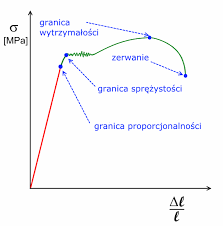 granica
wytrzymałości
σ
[MPa]
zerwanie
granica sprężystości
granica proporcjonalności
Δℓ
ℓ